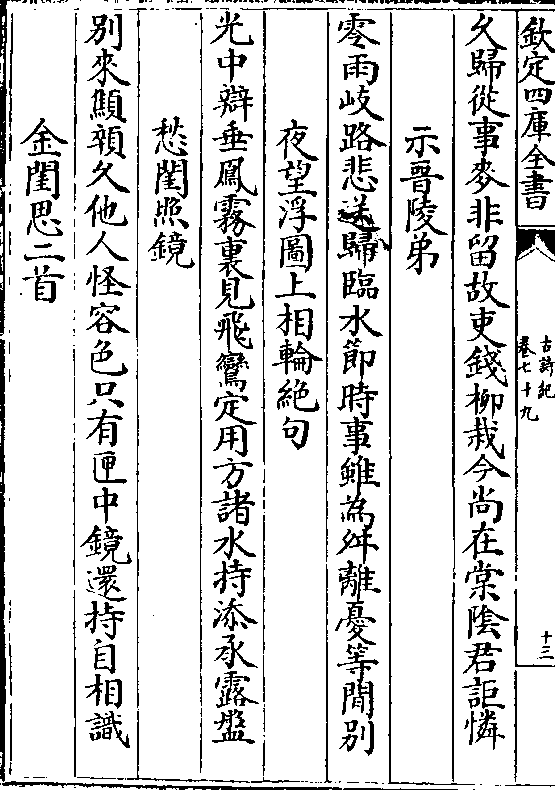 欽定四庫全書
古詩紀
卷七十九
十三
久歸從事麥非留故吏錢柳栽今尚在棠陰君詎憐
示晉陵弟
零雨岐路悲送歸臨水節時事雖為舛離憂等閒別
夜望浮圖上相輪絶句
光中辯垂鳳霧裏見飛鸞定用方諸水持添承露盤
愁閨照鏡
別來顦顇久他人怪容色只有匣中鏡還持自相識
金閨思二首